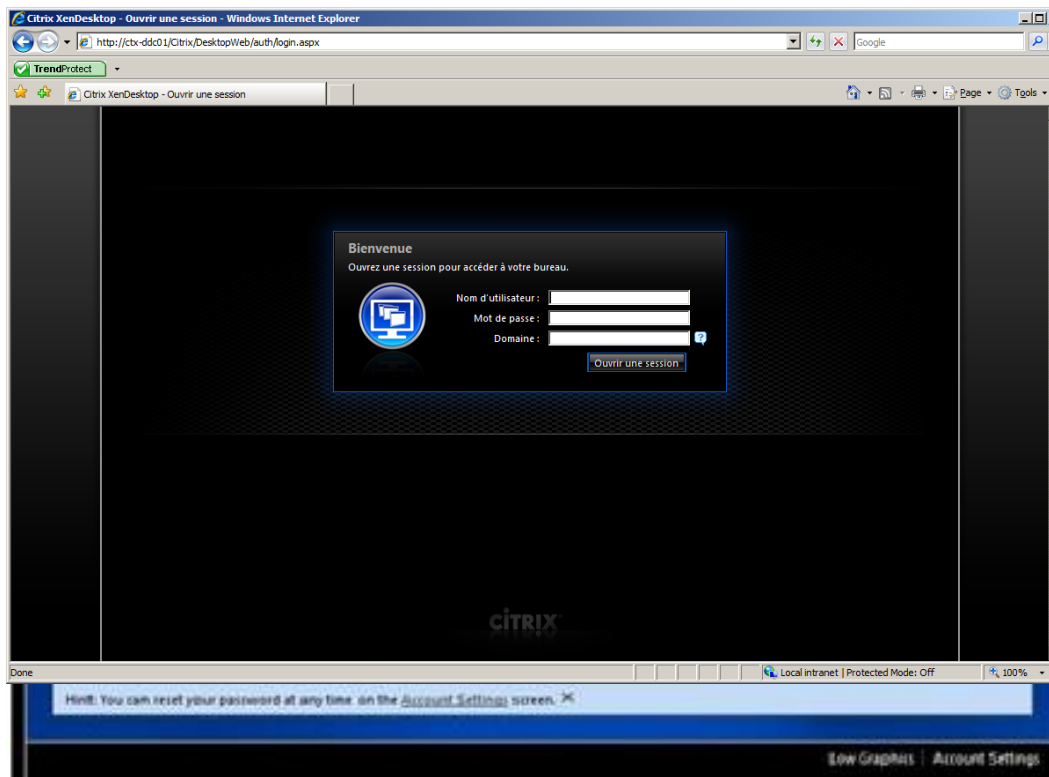 Citrix XenDesktop - Ouvrir une session - Windows Internet Explorer
http://ctx-ddc01/Citrix/DesktopWeb/auth/login.aspx
Google
TrendProtect
Citrix XenDesktop - Ouvrir une session
Page
Tools
Bienvenue
Ouvrez une session pour accéder à votre bureau.
Nom d'utilisateur :
Mot de passe :
Domaine :
?
Ouvrir une session
CITRIX
Done
Local intranet | Protected Mode: Off
100%
Hint: You can reset your password at any time on the Account Settings screen.
Low Graphics | Account Settings